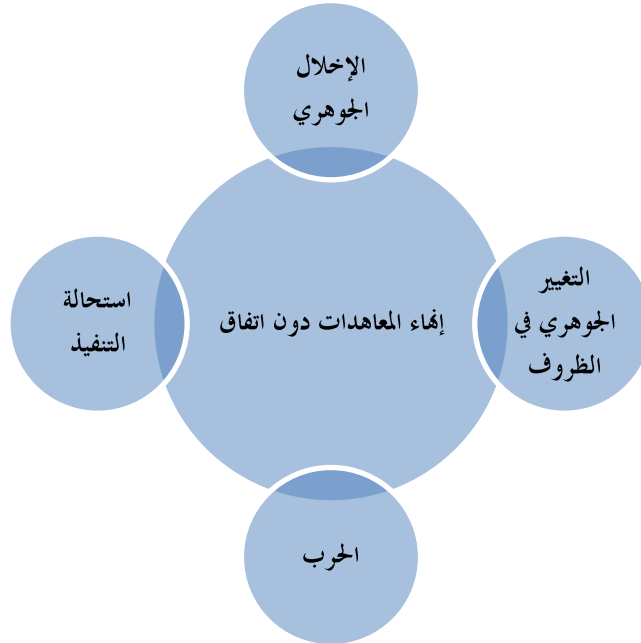 الإخلال
الجوهري
التغيير
الجوهري في
الظروف
إنهاء المعاهدات دون اتفاق
استحالة
التنفيذ
الحرب